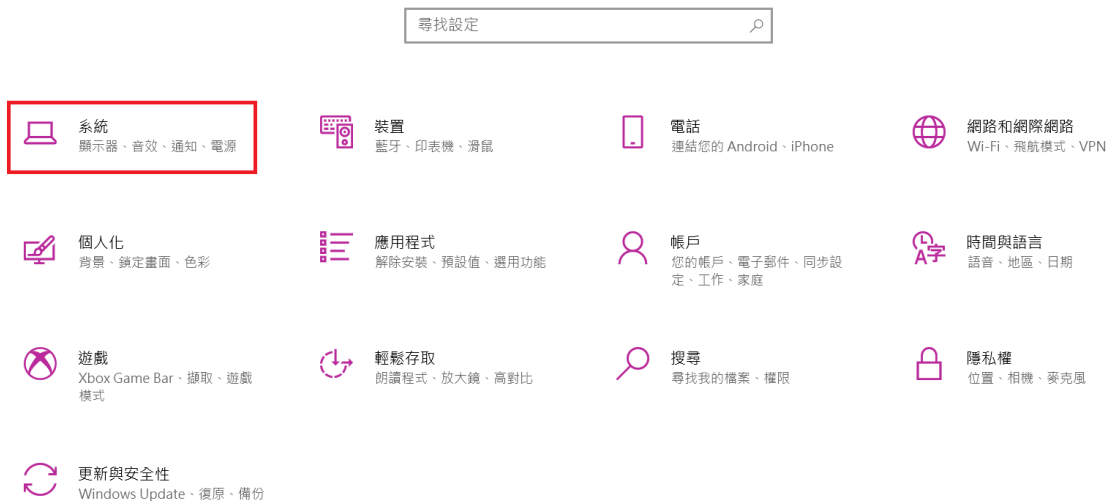 尋找設定
系統
顯示器、音效、通知、電源
裝置
藍牙、印表機、滑鼠
電話
連結您的 Android、iPhone
網路和網際網路
Wi-Fi、飛航模式、VPN
個人化
背景、鎖定畫面、色彩
應用程式
解除安裝、預設值、選用功能
帳戶
您的帳戶、電子郵件、同步設
定、工作、家庭
時間與語言
語音、地區、日期
遊戲
Xbox Game Bar、擷取、遊戲
模式
輕鬆存取
朗讀程式、放大鏡、高對比
搜尋
尋找我的檔案、權限
隱私權
位置、相機、麥克風
更新與安全性
Windows Update、復原、備份